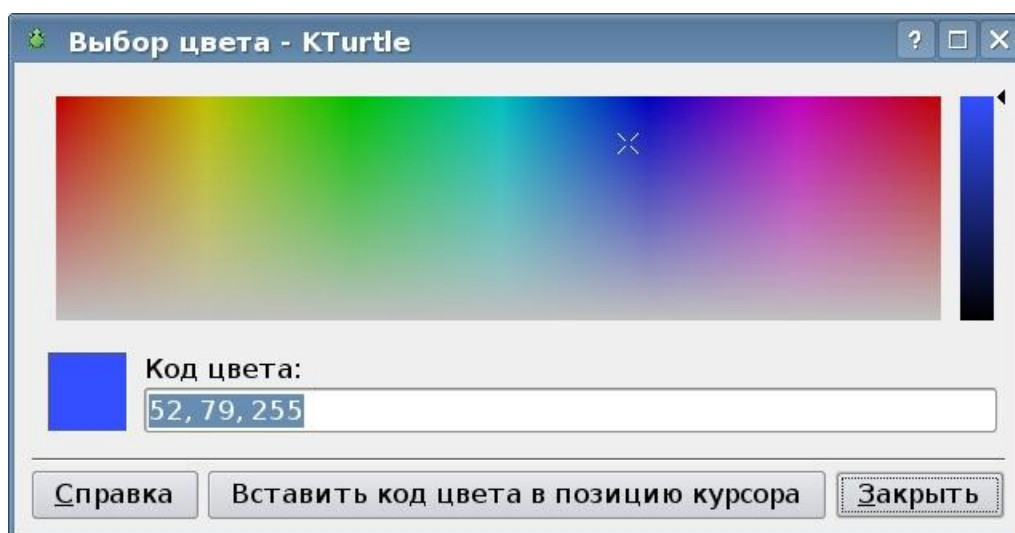 Выбор цвета - KTurtle
?
Код цвета:
52, 79, 255
Справка
Вставить код цвета в позицию курсора
Закрыть